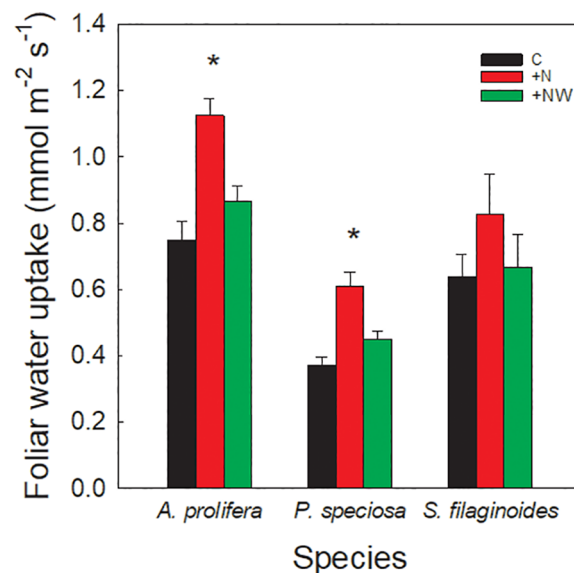 1.4
1.2
1.0
0.8
0.6
0.4
0.2
0.0
Foliar water uptake (mmol m⁻² s⁻¹)
*
*
C
+N
+NW
A. prolifera P. speciosa S. filaginoides
Species